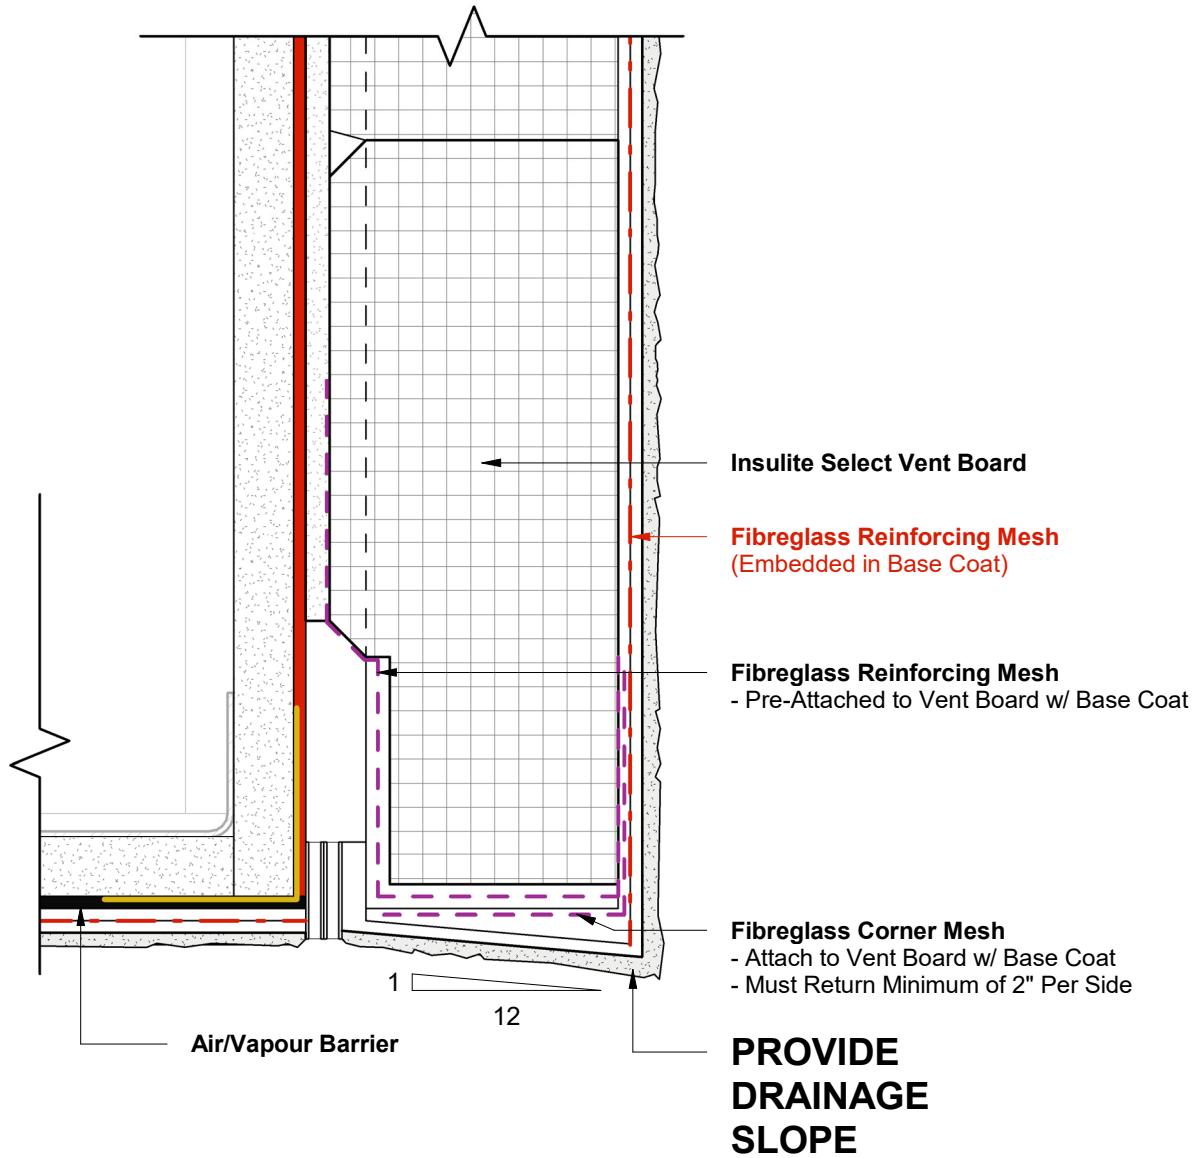 Insulite Select Vent Board
Fibreglass Reinforcing Mesh
(Embedded in Base Coat)
Fibreglass Reinforcing Mesh
- Pre-Attached to Vent Board w/ Base Coat
Fibreglass Corner Mesh
- Attach to Vent Board w/ Base Coat
- Must Return Minimum of 2" Per Side
1
12
Air/Vapour Barrier
PROVIDE
DRAINAGE
SLOPE